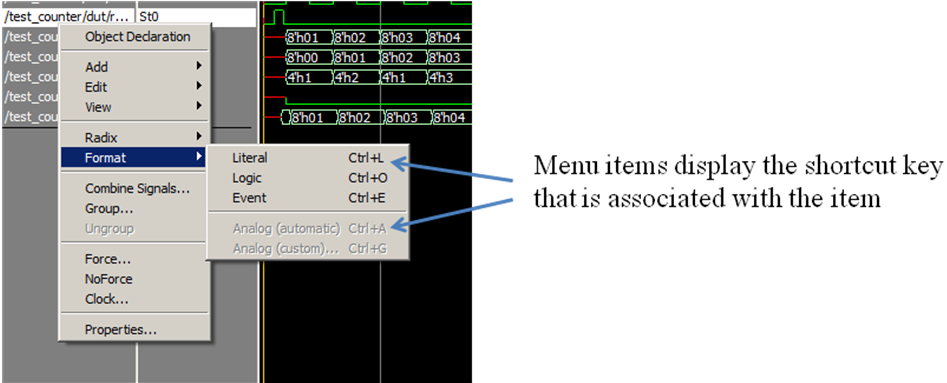 /test_counter/dut/r... St0
/test_cou 8'h01 8'h02 8'h03 8'h04
/test_cou 8'h00 8'h01 8'h02 8'h03
/test_cou 4'h1 4'h2 4'h1 4'h3
/test_cou
/test_cou 8'h01 8'h02 8'h03 8'h04
Object Declaration
Add
Edit
View
Radix
Format
Combine Signals...
Group...
Ungroup
Force...
NoForce
Clock...
Properties...
Literal Ctrl+L
Logic Ctrl+O
Event Ctrl+E
Analog (automatic) Ctrl+A
Analog (custom)... Ctrl+G
Menu items display the shortcut key
that is associated with the item